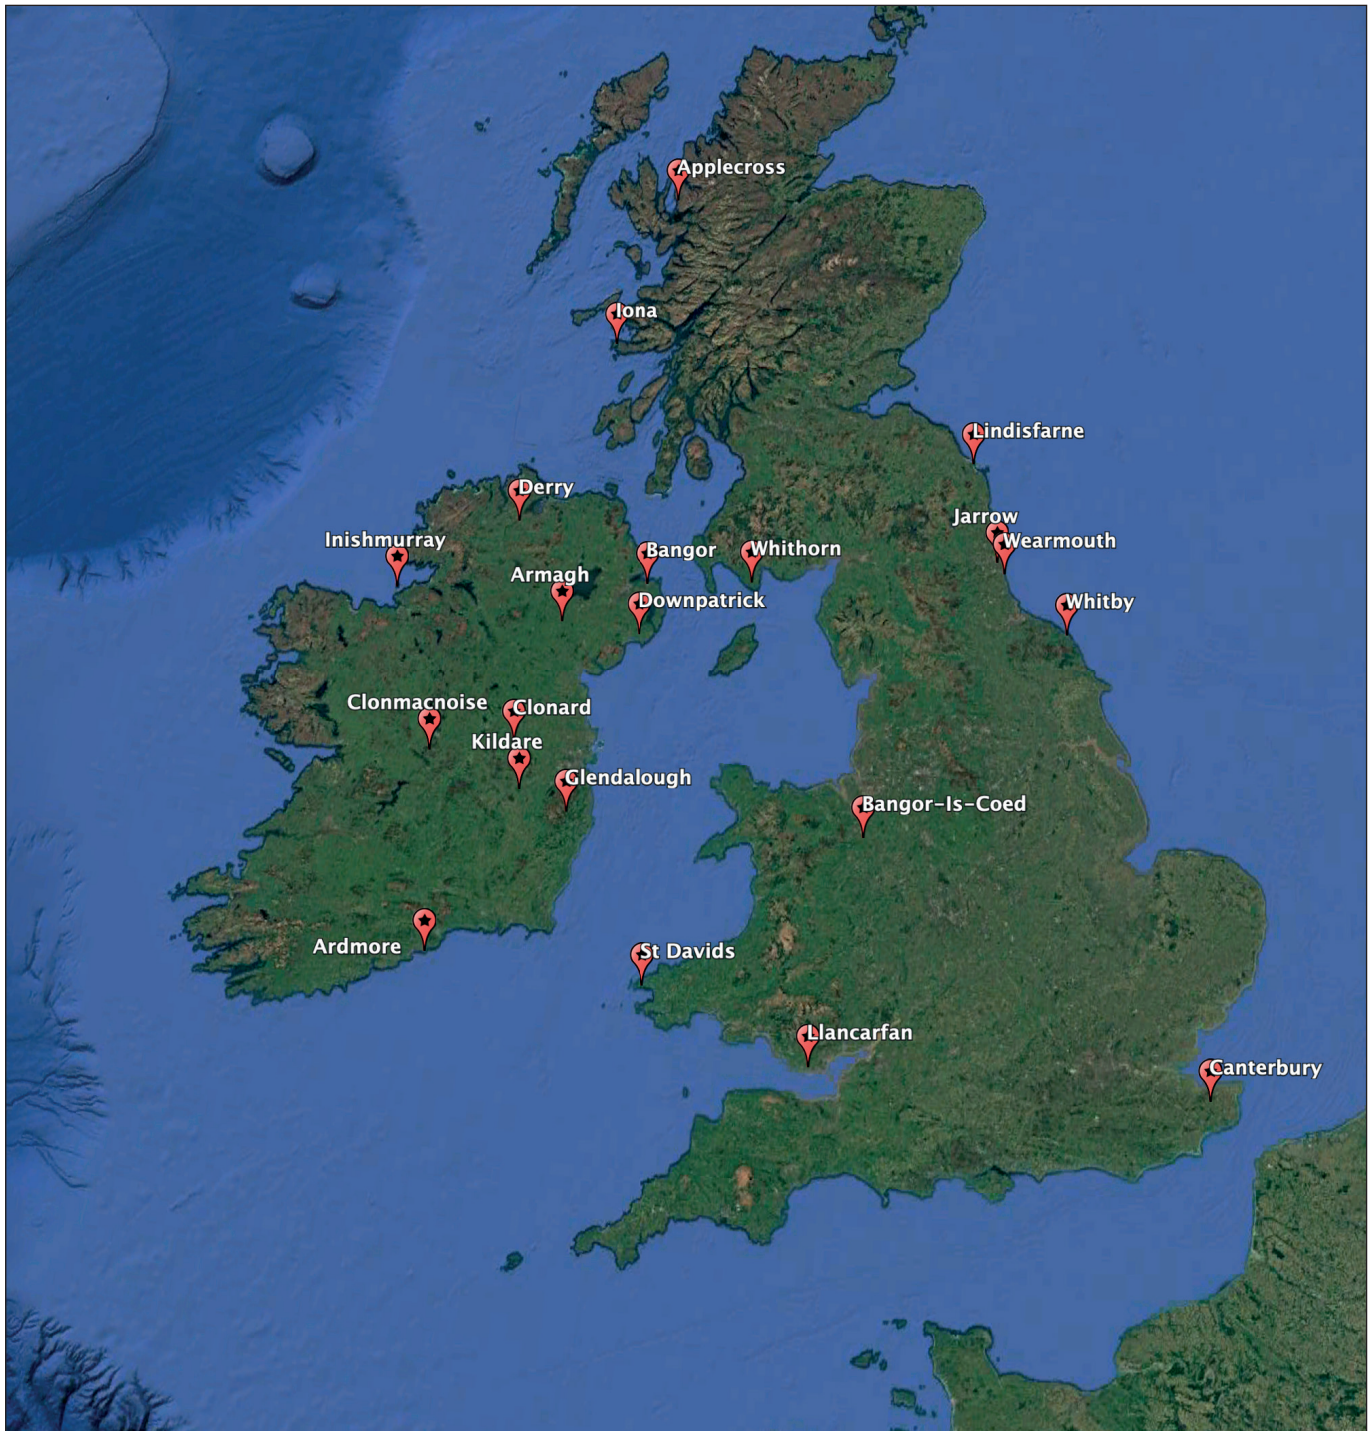 Applecross
Iona
Lindisfarne
Derry
Jarrow
Inishmurray
Wearmouth
Bangor
Whithorn
Armagh
Downpatrick
Whitby
Clonmacnoise
Clonard
Kildare
Glendalough
Bangor-Is-Coed
Ardmore
St Davids
Llancarfan
Canterbury